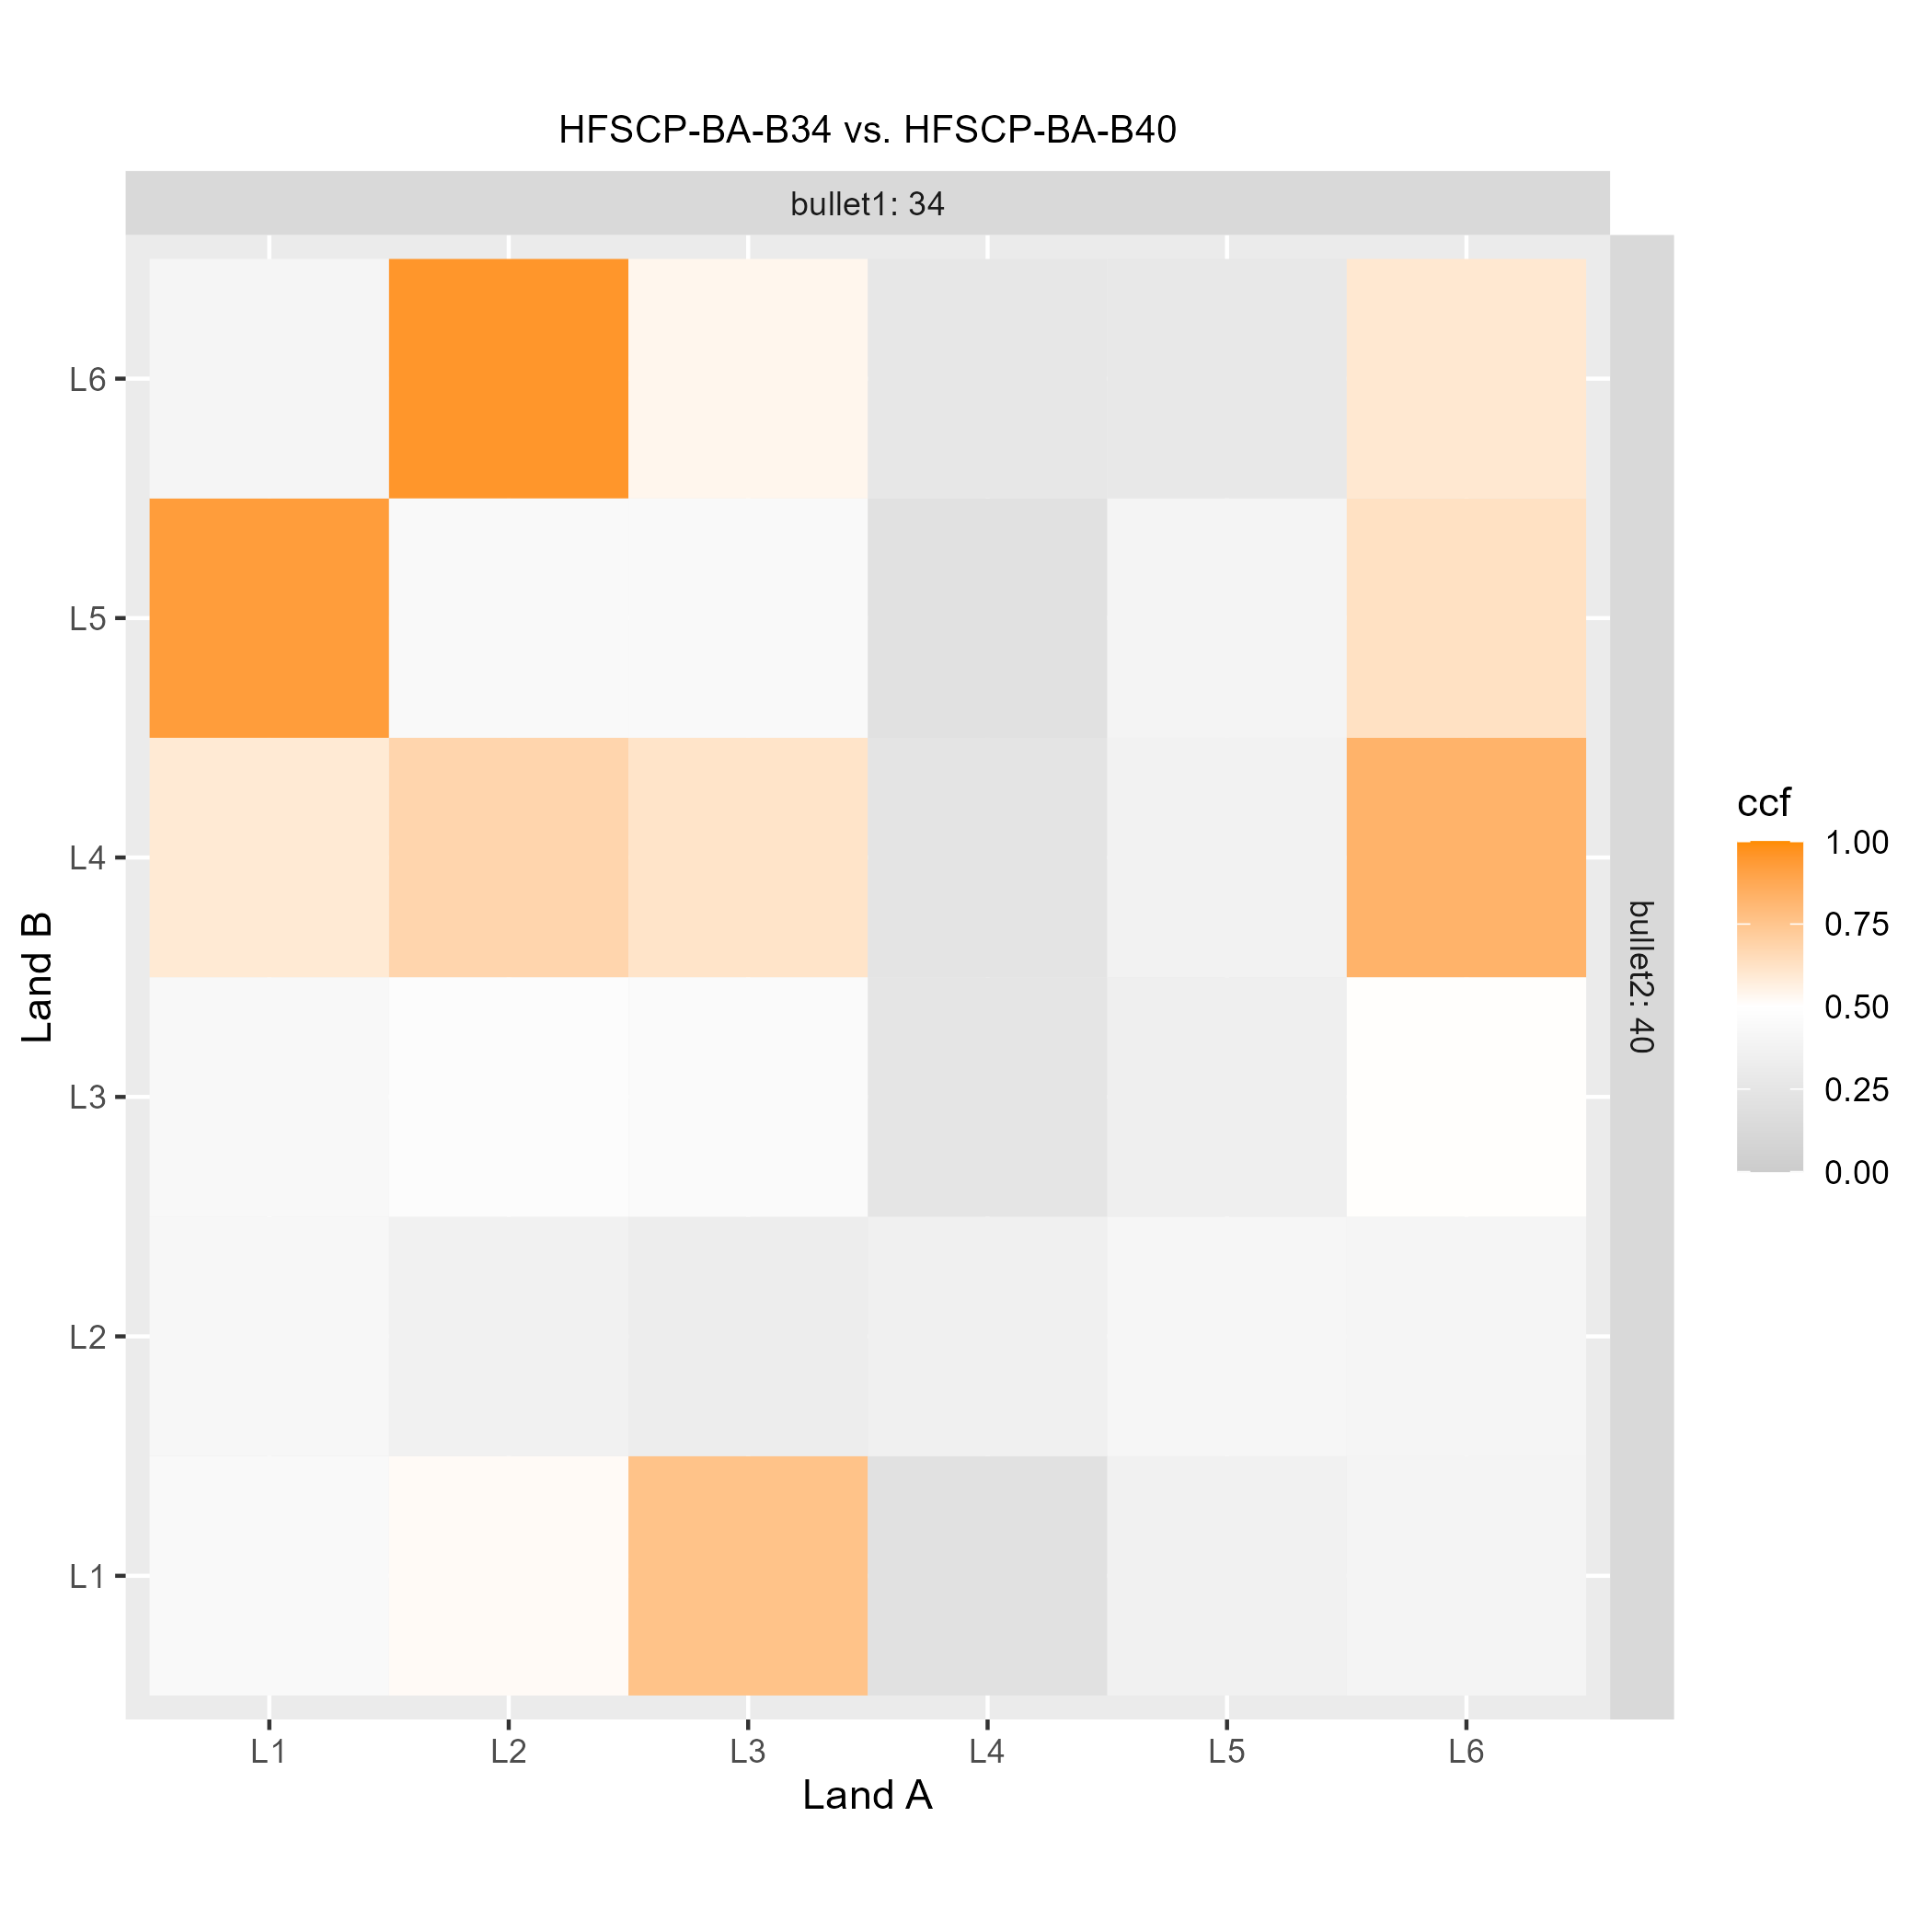 HFSCP-BA-B34 vs. HFSCP-BA-B40
bullet1: 34
L6
L5
L4
L3
L2
L1
Land B
bullet2: 40
ccf
1.00
0.75
0.50
0.25
0.00
L1 L2 L3 L4 L5 L6
Land A